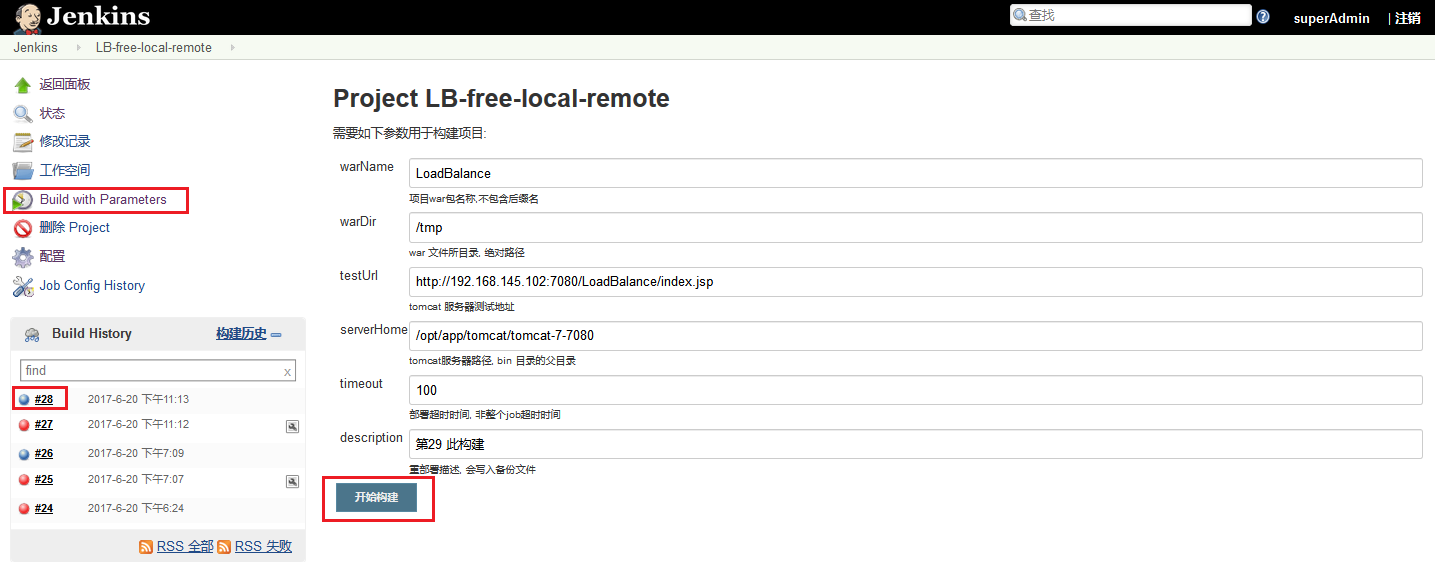 Jenkins
查找
superAdmin | 注销
Jenkins LB-free-local-remote
返回面板
状态
修改记录
工作空间
Build with Parameters
删除 Project
配置
Job Config History
Build History 构建历史
find x
#28 2017-6-20 下午11:13
#27 2017-6-20 下午11:12
#26 2017-6-20 下午7:09
#25 2017-6-20 下午7:07
#24 2017-6-20 下午6:24
RSS 全部 RSS 失败
Project LB-free-local-remote
需要如下参数用于构建项目:
warName LoadBalance
项目war包名称,不包含后缀名
warDir /tmp
war 文件所目录, 绝对路径
testUrl http://192.168.145.102:7080/LoadBalance/index.jsp
tomcat 服务器测试地址
serverHome /opt/app/tomcat/tomcat-7-7080
tomcat服务器路径, bin 目录的父目录
timeout 100
部署超时时间, 非整个job超时时间
description 第29 此构建
重部署描述, 会写入备份文件
开始构建